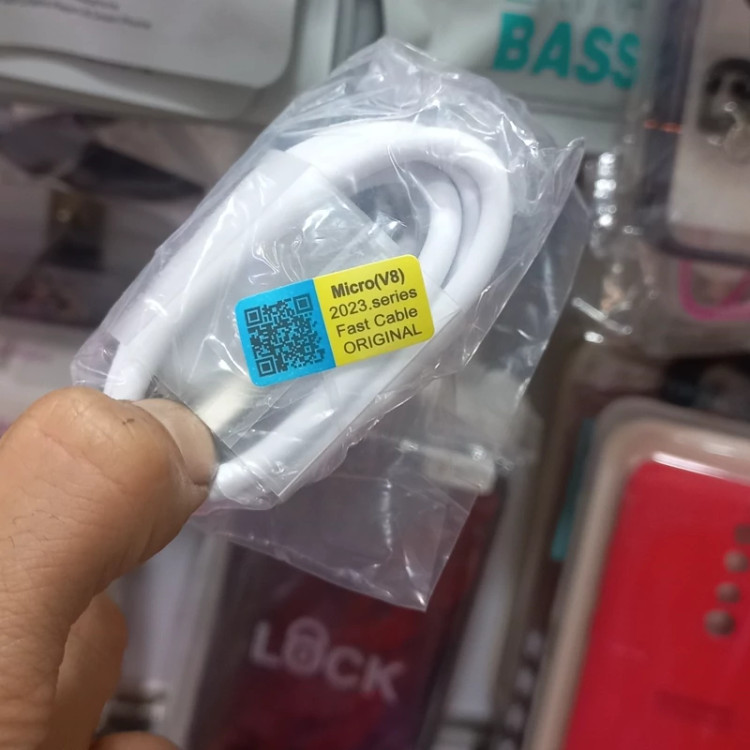 BASS
Micro(V8)
2023.series
Fast Cable
ORIGINAL
LOCK